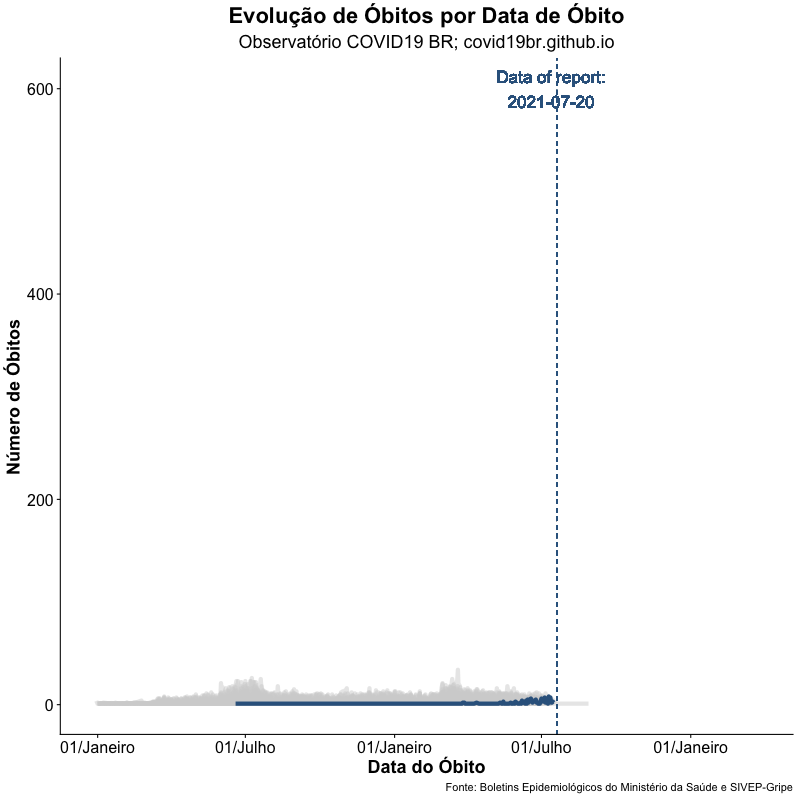 Evolução de Óbitos por Data de Óbito
Observatório COVID19 BR; covid19br.github.io
Data of report:
2021-07-20
600
400
200
0
Número de Óbitos
01/Janeiro
01/Julho
01/Janeiro
01/Julho
01/Janeiro
Data do Óbito
Fonte: Boletins Epidemiológicos do Ministério da Saúde e SIVEP-Gripe